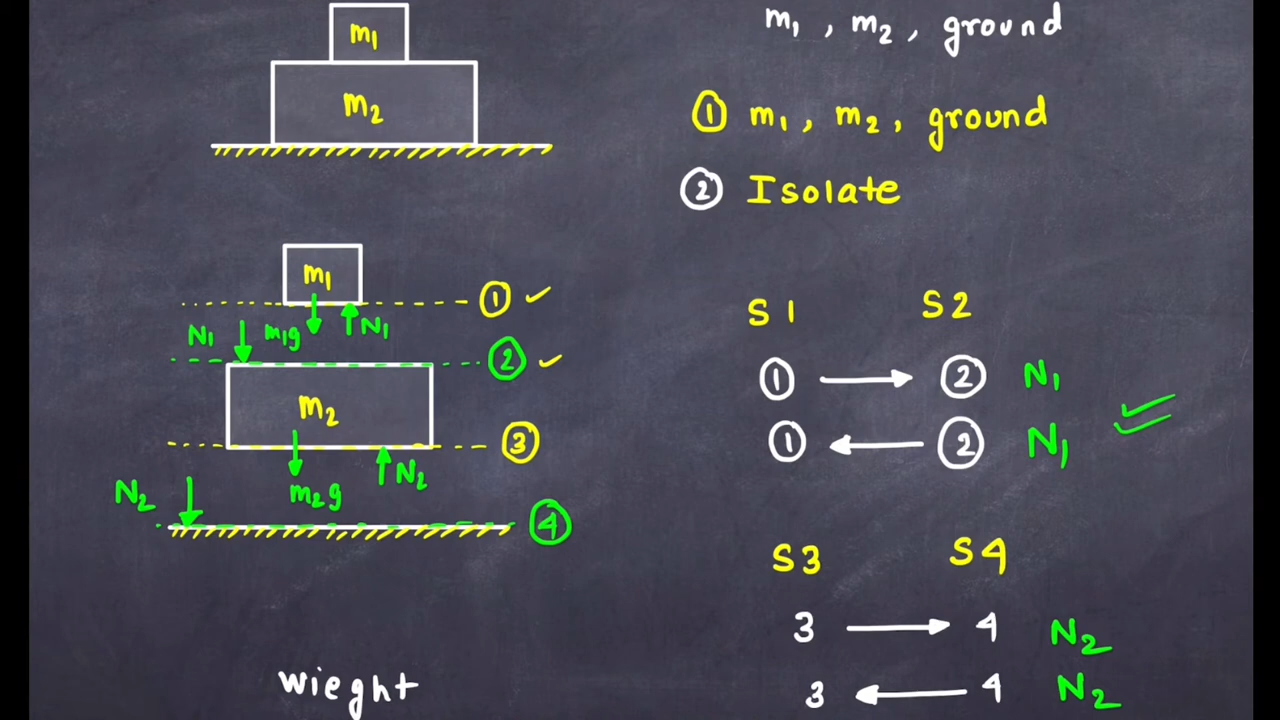 m₁
m₂
m₁ , m₂ , ground
① m₁ , m₂ , ground
② Isolate
m₁
①
N₁ m₁g N₁
②
m₂
③
m₂g N₂
N₂
④
wieght
S1 S2
① → ② N₁
① ← ② N₁
S3 S4
3 → 4 N₂
3 ← 4 N₂